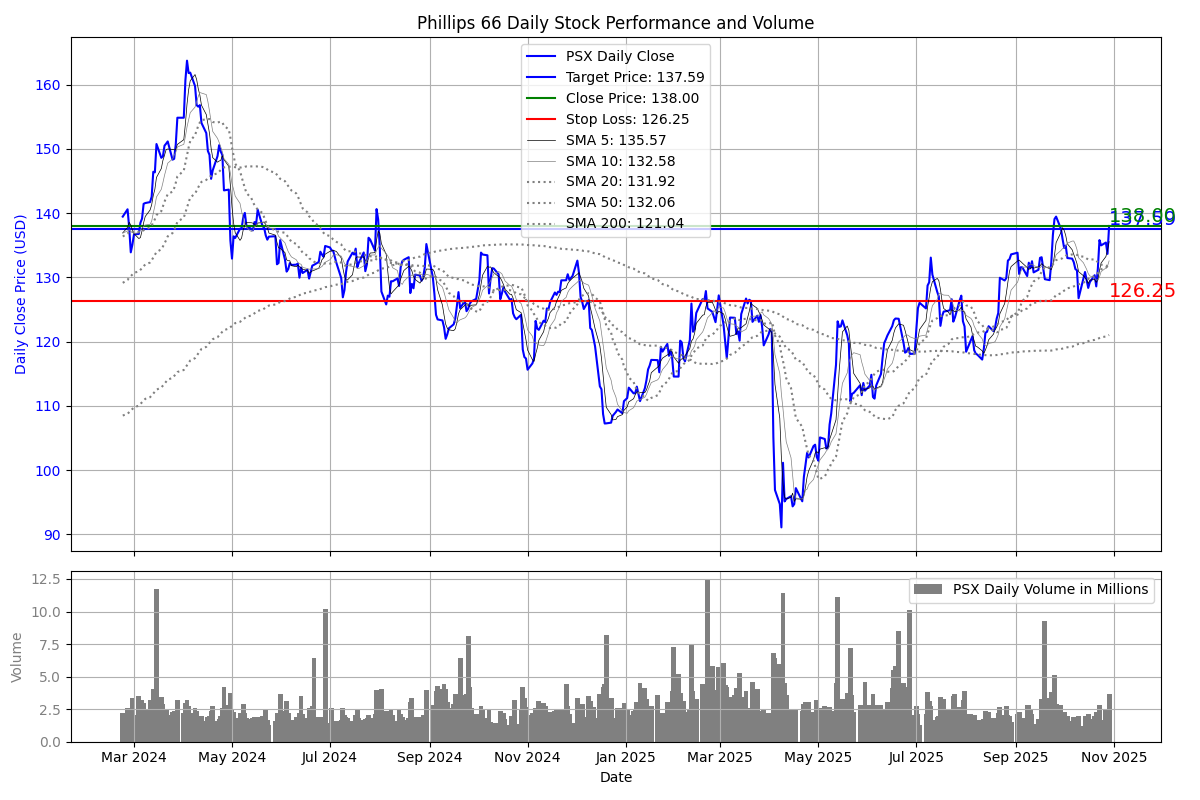 Phillips 66 Daily Stock Performance and Volume
Daily Close Price (USD)
160
150
140
130
120
110
100
90
PSX Daily Close
Target Price: 137.59
Close Price: 138.00
Stop Loss: 126.25
SMA 5: 135.57
SMA 10: 132.58
SMA 20: 131.92
SMA 50: 132.06
SMA 200: 121.04
138.00
137.59
126.25
Volume
12.5
10.0
7.5
5.0
2.5
0.0
PSX Daily Volume in Millions
Mar 2024 May 2024 Jul 2024 Sep 2024 Nov 2024 Jan 2025 Mar 2025 May 2025 Jul 2025 Sep 2025 Nov 2025
Date